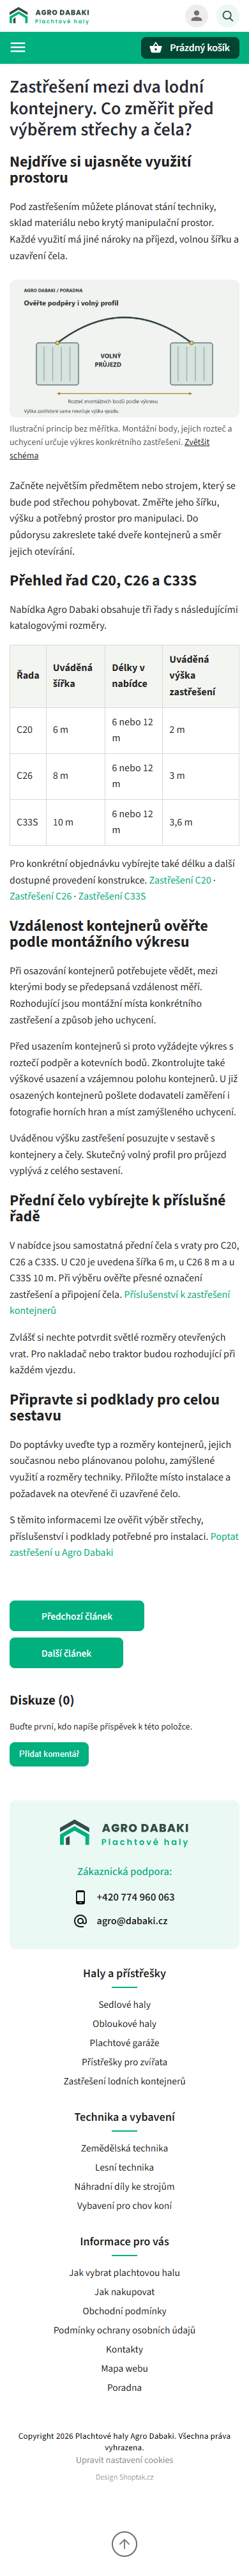 AGRO DABAKI
Plachtové haly
Prázdný košík
Zastřešení mezi dva lodní
kontejnery. Co změřit před
výběrem střechy a čela?
Nejdříve si ujasněte využití
prostoru
Pod zastřešením můžete plánovat stání techniky,
sklad materiálu nebo krytý manipulační prostor.
Každé využití má jiné nároky na příjezd, volnou šířku a
uzavření čela.
AGRO DABAKI / PORADNA
Ověřte podpěry i volný profil
VOLNÝ
PRŮJEZD
Rozteč montážních bodů podle výkresu
Výška zastřešení sama neurčuje výšku vjezdu.
Ilustrační princip bez měřítka. Montážní body, jejich rozteč a
ukotvení určuje výkres konkrétního zastřešení. Zvětšit
schéma
Začněte největším předmětem nebo strojem, který se
bude pod střechou pohybovat. Změřte jeho šířku,
výšku a potřebný prostor pro manipulaci. Do
půdorysu zakreslete také dveře kontejnerů a směr
jejich otevírání.
Přehled řad C20, C26 a C33S
Nabídka Agro Dabaki obsahuje tři řady s následujícími
katalogovými rozměry.
Řada
Uváděná
šířka
Délky v
nabídce
Uváděná
výška
zastřešení
C20
6 m
6 nebo 12
m
2 m
C26
8 m
6 nebo 12
m
3 m
C33S
10 m
6 nebo 12
m
3,6 m
Pro konkrétní objednávku vybírejte také délku a další
dostupné provedení konstrukce. Zastřešení C20 ·
Zastřešení C26 · Zastřešení C33S
Vzdálenost kontejnerů ověřte
podle montážního výkresu
Při osazování kontejnerů potřebujete vědět, mezi
kterými body se předepsaná vzdálenost měří.
Rozhodující jsou montážní místa konkrétního
zastřešení a způsob jeho uchycení.
Před usazením kontejnerů si proto vyžádejte výkres s
roztečí podpěr a kotevních bodů. Zkontrolujte také
výškové usazení a vzájemnou polohu kontejnerů. U již
osazených kontejnerů pošlete dodavateli zaměření i
fotografie horních hran a míst zamýšleného uchycení.
Uváděnou výšku zastřešení posuzujte v sestavě s
kontejnery a čely. Skutečný volný profil pro průjezd
vyplývá z celého sestavení.
Přední čelo vybírejte k příslušné
řadě
V nabídce jsou samostatná přední čela s vraty pro C20,
C26 a C33S. U C20 je uvedena šířka 6 m, u C26 8 m a u
C33S 10 m. Při výběru ověřte přesné označení
zastřešení a připojení čela. Příslušenství k zastřešení
kontejnerů
Zvlášť si nechte potvrdit světlé rozměry otevřených
vrat. Pro nakladač nebo traktor budou rozhodující při
každém vjezdu.
Připravte si podklady pro celou
sestavu
Do poptávky uveďte typ a rozměry kontejnerů, jejich
současnou nebo plánovanou polohu, zamýšlené
využití a rozměry techniky. Přiložte místo instalace a
požadavek na otevřené či uzavřené čelo.
S těmito informacemi lze ověřit výběr střechy,
příslušenství i podklady potřebné pro instalaci. Poptat
zastřešení u Agro Dabaki
Předchozí článek
Další článek
Diskuze (0)
Buďte první, kdo napíše příspěvek k této položce.
Přidat komentář
AGRO DABAKI
Plachtové haly
Zákaznická podpora:
+420 774 960 063
agro@dabaki.cz
Haly a přístřešky
Sedlové haly
Obloukové haly
Plachtové garáže
Přístřešky pro zvířata
Zastřešení lodních kontejnerů
Technika a vybavení
Zemědělská technika
Lesní technika
Náhradní díly ke strojům
Vybavení pro chov koní
Informace pro vás
Jak vybrat plachtovou halu
Jak nakupovat
Obchodní podmínky
Podmínky ochrany osobních údajů
Kontakty
Mapa webu
Poradna
Copyright 2026 Plachtové haly Agro Dabaki. Všechna práva
vyhrazena.
Upravit nastavení cookies
Design Shoptak.cz